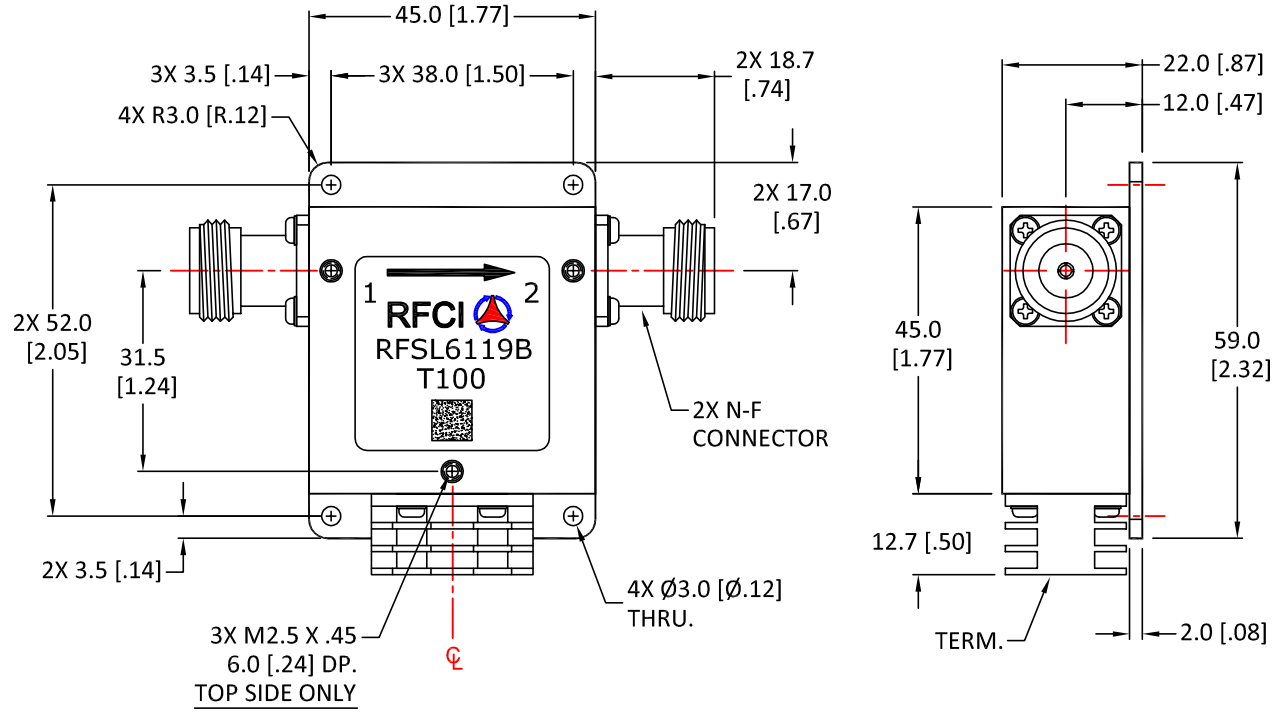 45.0 [1.77]
3X 3.5 [.14]
3X 38.0 [1.50]
2X 18.7
[.74]
4X R3.0 [R.12]
22.0 [.87]
12.0 [.47]
2X 17.0
[.67]
1
2
RFCI
RFSL6119B
T100
2X 52.0
[2.05]
31.5
[1.24]
45.0
[1.77]
59.0
[2.32]
2X N-F
CONNECTOR
2X 3.5 [.14]
12.7 [.50]
4X Ø3.0 [Ø.12]
THRU.
3X M2.5 X .45
6.0 [.24] DP.
TOP SIDE ONLY
CL
TERM.
2.0 [.08]